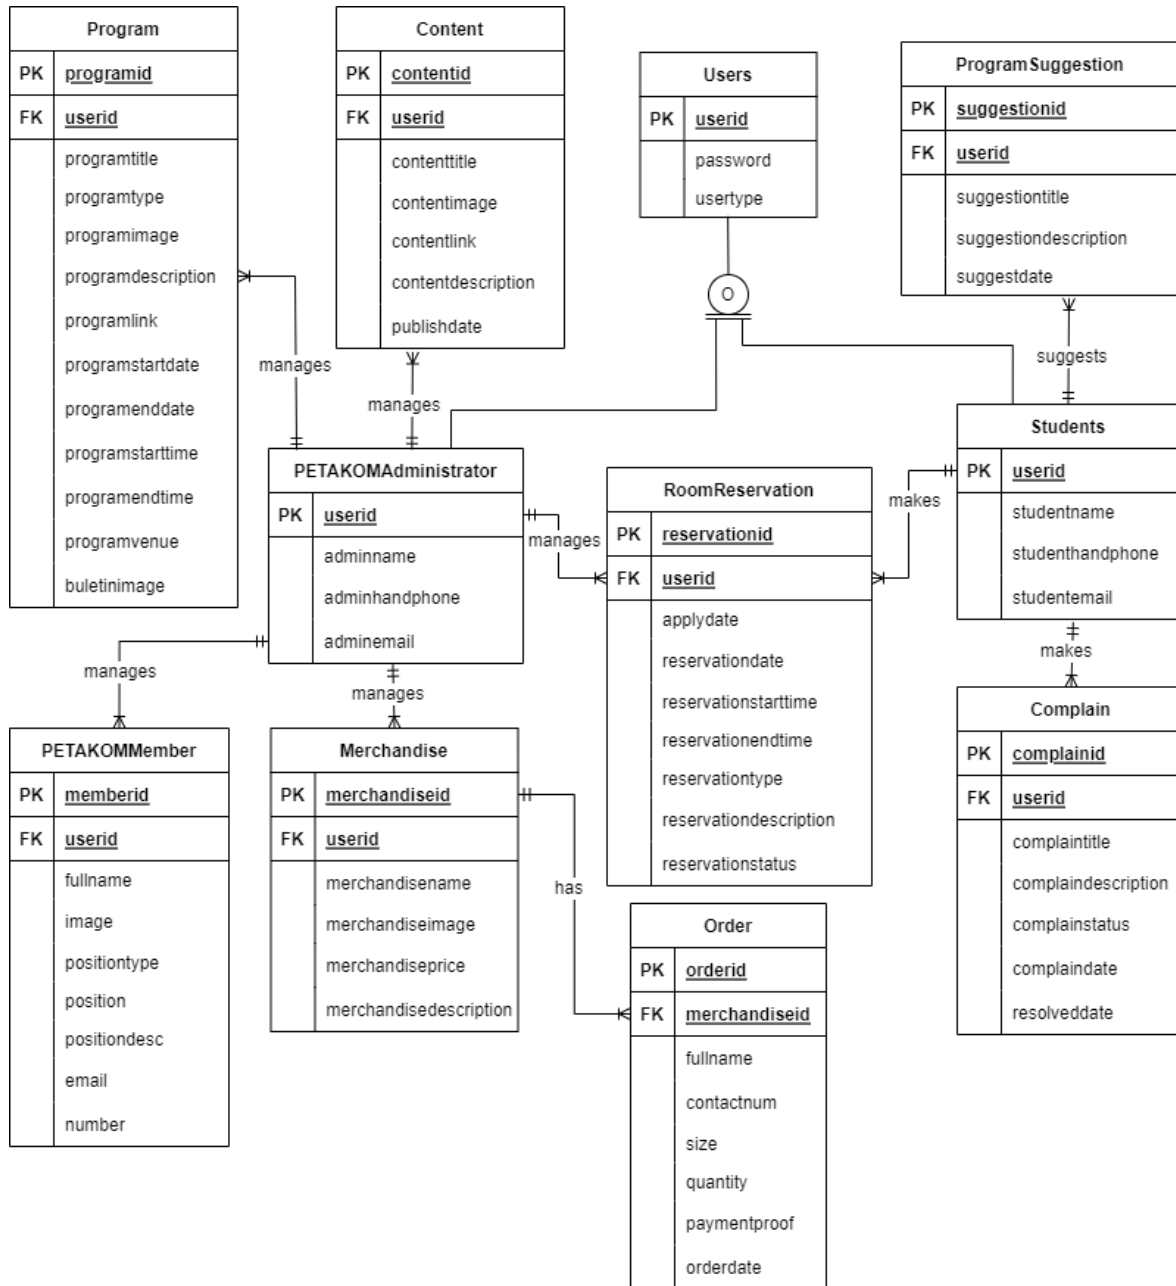 Program
PK programid
FK userid
programtitle
programtype
programimage
programdescription
programlink
programstartdate
programenddate
programstarttime
programendtime
programvenue
buletinimage
Content
PK contentid
FK userid
contenttitle
contentimage
contentlink
contentdescription
publishdate
Users
PK userid
password
usertype
O
ProgramSuggestion
PK suggestionid
FK userid
suggestiontitle
suggestiondescription
suggestdate
manages
manages
suggests
PETAKOMAdministrator
PK userid
adminname
adminhandphone
adminemail
manages
RoomReservation
PK reservationid
FK userid
applydate
reservationdate
reservationstarttime
reservationendtime
reservationtype
reservationdescription
reservationstatus
makes
Students
PK userid
studentname
studenthandphone
studentemail
makes
manages
manages
PETAKOMMember
PK memberid
FK userid
fullname
image
positiontype
position
positiondesc
email
number
Merchandise
PK merchandiseid
FK userid
merchandisename
merchandiseimage
merchandiseprice
merchandisedescription
has
Order
PK orderid
FK merchandiseid
fullname
contactnum
size
quantity
paymentproof
orderdate
Complain
PK complainid
FK userid
complaintitle
complaindescription
complainstatus
complaindate
resolveddate